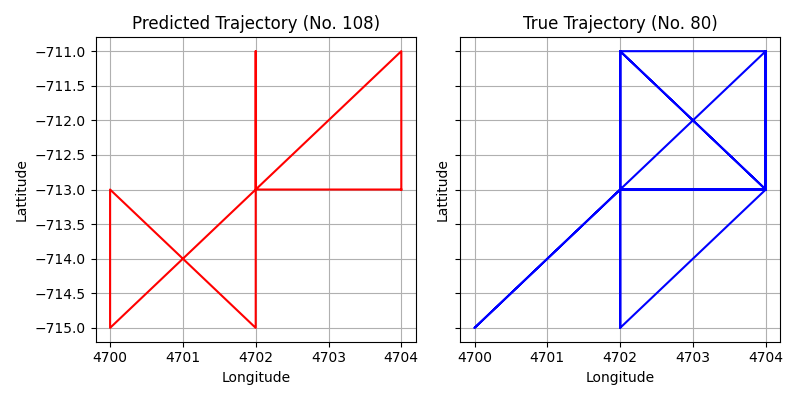 Predicted Trajectory (No. 108)
True Trajectory (No. 80)
Lattitude
−711.0
−711.5
−712.0
−712.5
−713.0
−713.5
−714.0
−714.5
−715.0
Lattitude
4700 4701 4702 4703 4704
4700 4701 4702 4703 4704
Longitude
Longitude